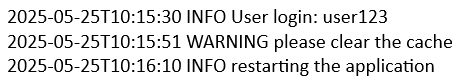 2025-05-25T10:15:30 INFO User login: user123
2025-05-25T10:15:51 WARNING please clear the cache
2025-05-25T10:16:10 INFO restarting the application